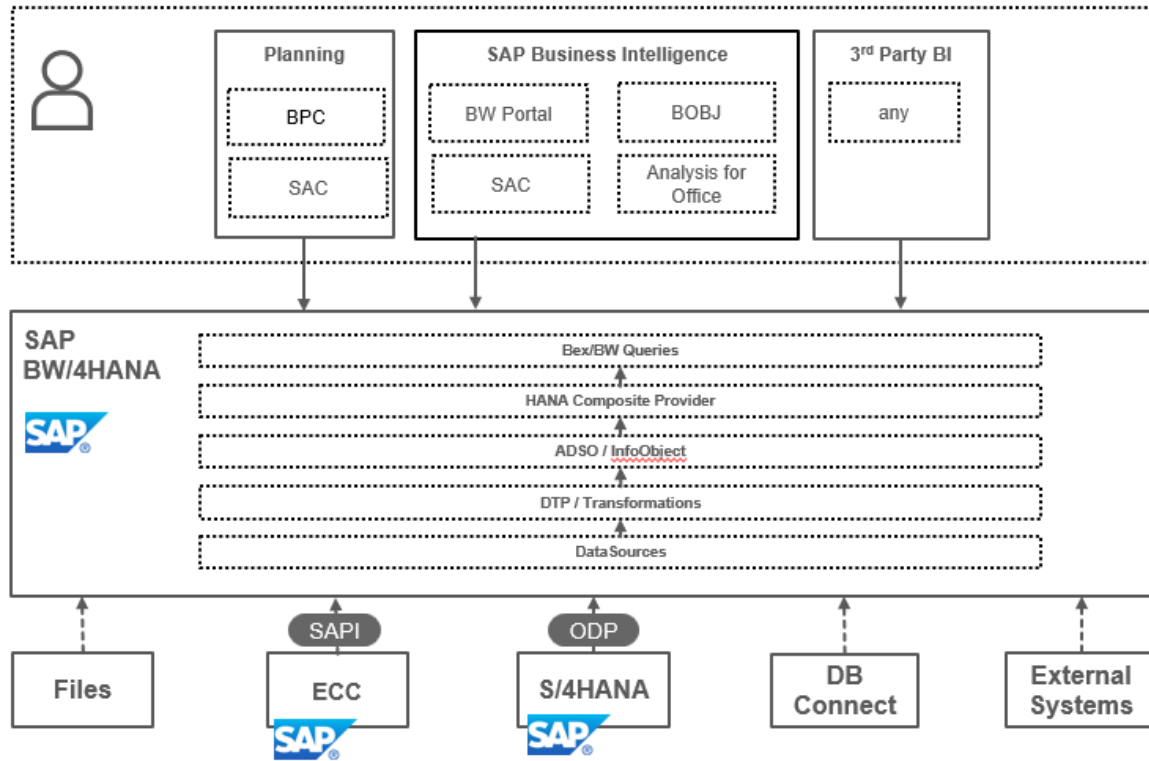 Planning
SAP Business Intelligence
3rd Party BI
BPC
BW Portal
BOBJ
any
SAC
SAC
Analysis for
Office
SAP
BW/4HANA
SAP®
Bex/BW Queries
HANA Composite Provider
ADSO / InfoObject
DTP / Transformations
DataSources
SAPI
ODP
Files
ECC
S/4HANA
DB
Connect
External
Systems
SAP®
SAP®